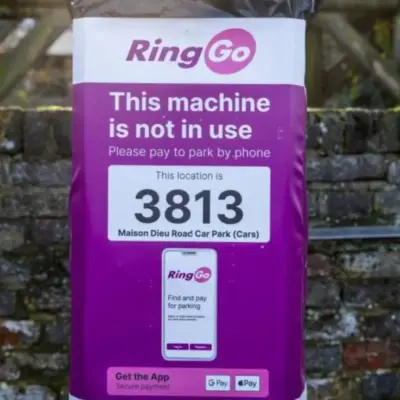 RingGo
This machine
is not in use
Please pay to park by phone
This location is
3813
Maison Dieu Road Car Park (Cars)
RingGo
Find and pay
for parking
Get the App
Secure payment
G Pay
Pay